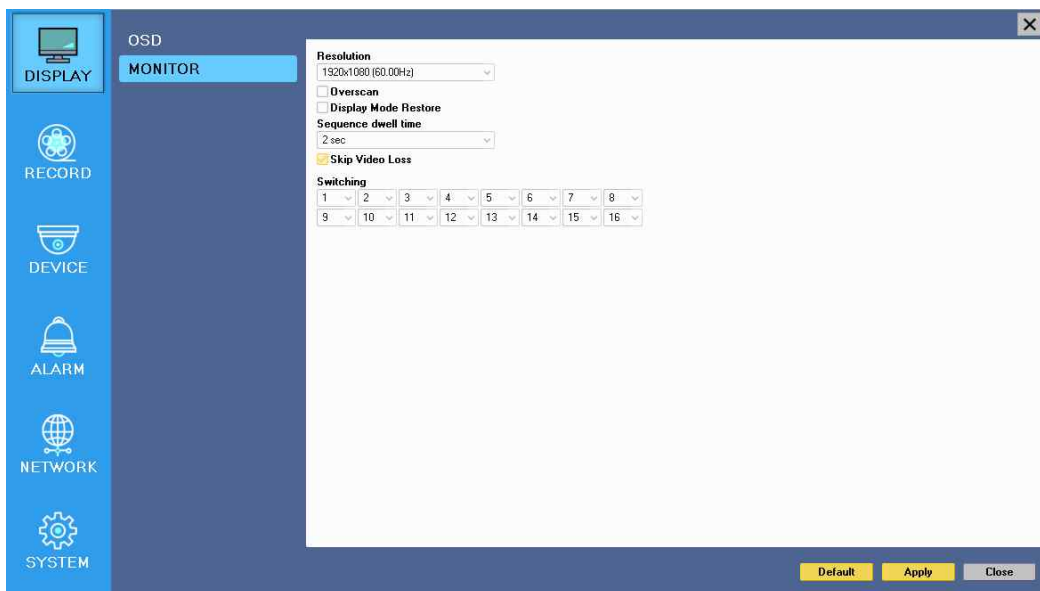 DISPLAY
RECORD
DEVICE
ALARM
NETWORK
SYSTEM
OSD
MONITOR
Resolution
1920x1080 (60.00Hz)
Overscan
Display Mode Restore
Sequence dwell time
2 sec
Skip Video Loss
Switching
1 2 3 4 5 6 7 8
9 10 11 12 13 14 15 16
Default Apply Close